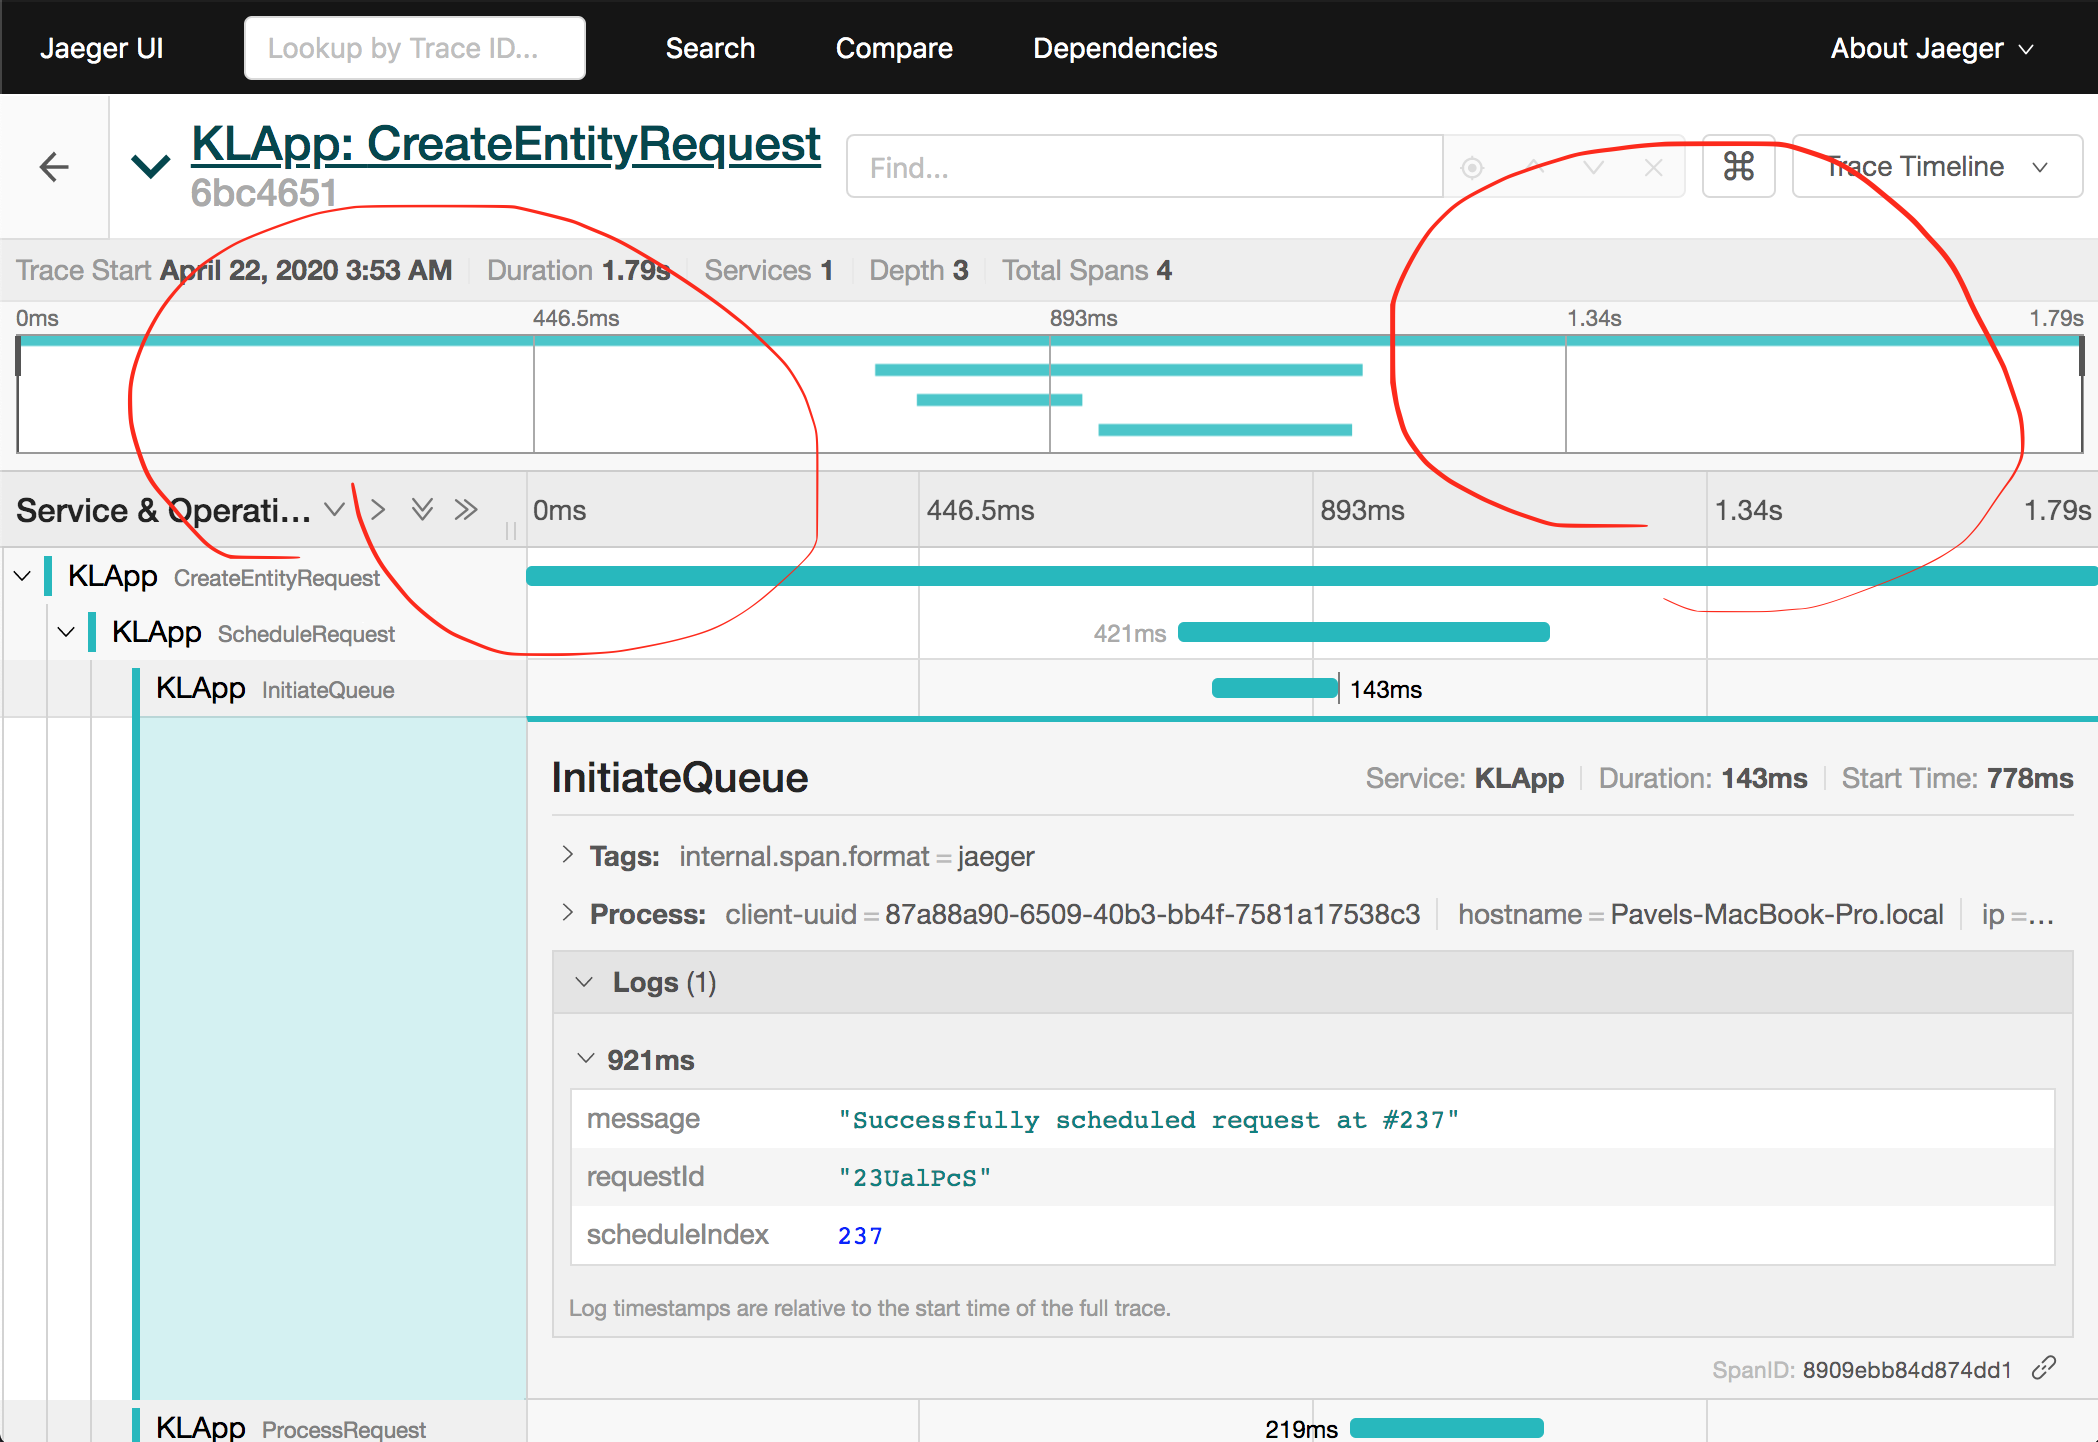 Jaeger UI Lookup by Trace ID... Search Compare Dependencies About Jaeger
KLApp: CreateEntityRequest
6bc4651
Find... ⌘ Trace Timeline
Trace Start April 22, 2020 3:53 AM Duration 1.79s Services 1 Depth 3 Total Spans 4
0ms 446.5ms 893ms 1.34s 1.79s
Service & Operati... 0ms 446.5ms 893ms 1.34s 1.79s
KLApp CreateEntityRequest
KLApp ScheduleRequest 421ms
KLApp InitiateQueue 143ms
InitiateQueue Service: KLApp Duration: 143ms Start Time: 778ms
Tags: internal.span.format = jaeger
Process: client-uuid = 87a88a90-6509-40b3-bb4f-7581a17538c3 hostname = Pavels-MacBook-Pro.local ip =...
Logs (1)
921ms
message "Successfully scheduled request at #237"
requestId "23UalPcS"
scheduleIndex 237
Log timestamps are relative to the start time of the full trace.
SpanID: 8909ebb84d874dd1
KLApp ProcessRequest 219ms